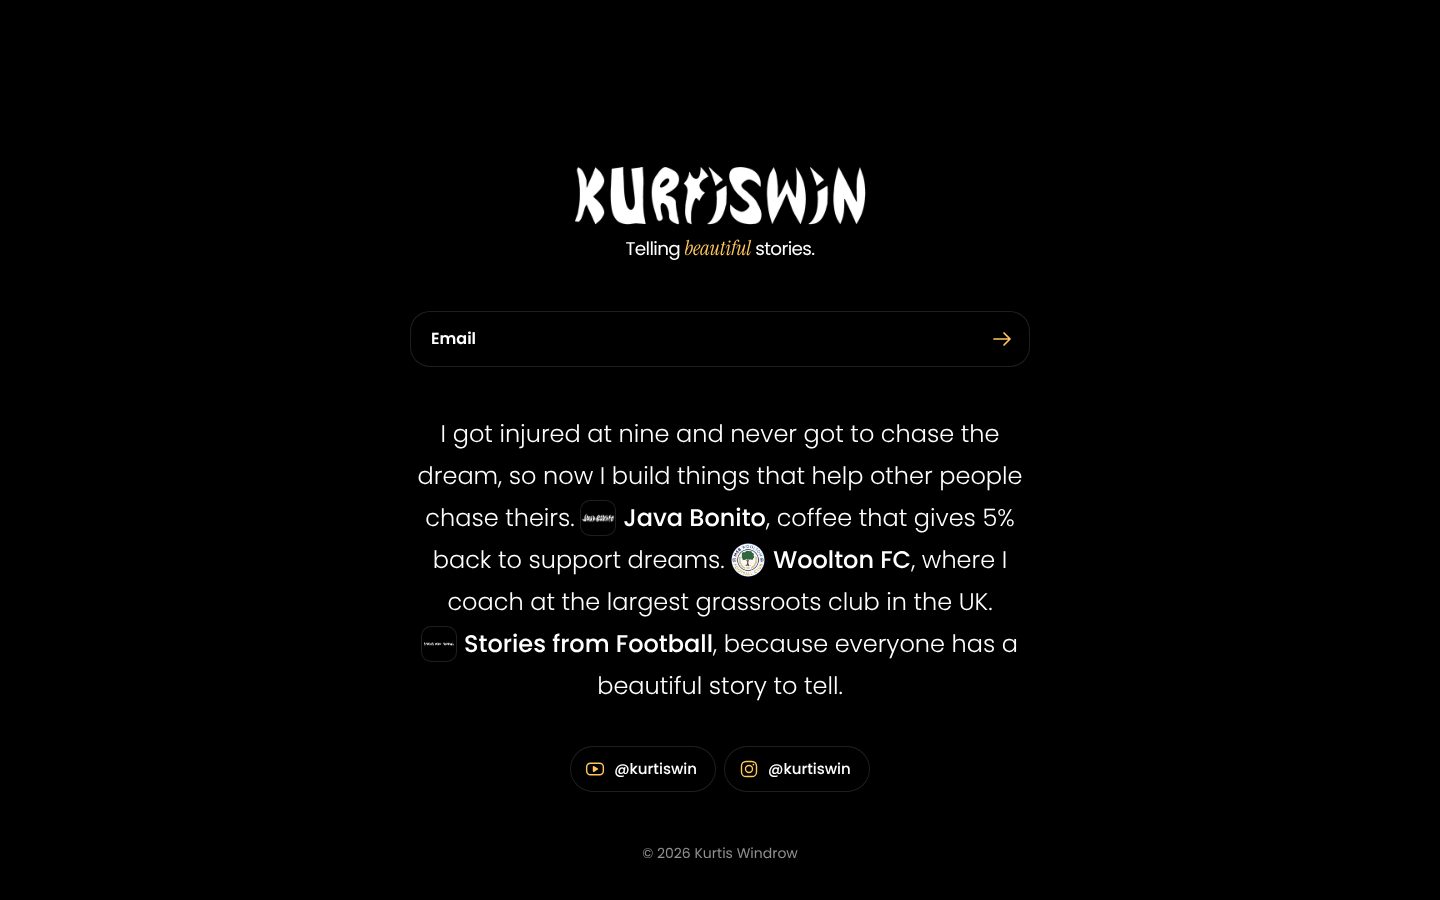 KURTISWIN
Telling beautiful stories.
Email
I got injured at nine and never got to chase the
dream, so now I build things that help other people
chase theirs. Java Bonito Java Bonito, coffee that gives 5%
back to support dreams. Woolton FC, where I
coach at the largest grassroots club in the UK.
Stories from Football, because everyone has a
beautiful story to tell.
@kurtiswin @kurtiswin
© 2026 Kurtis Windrow